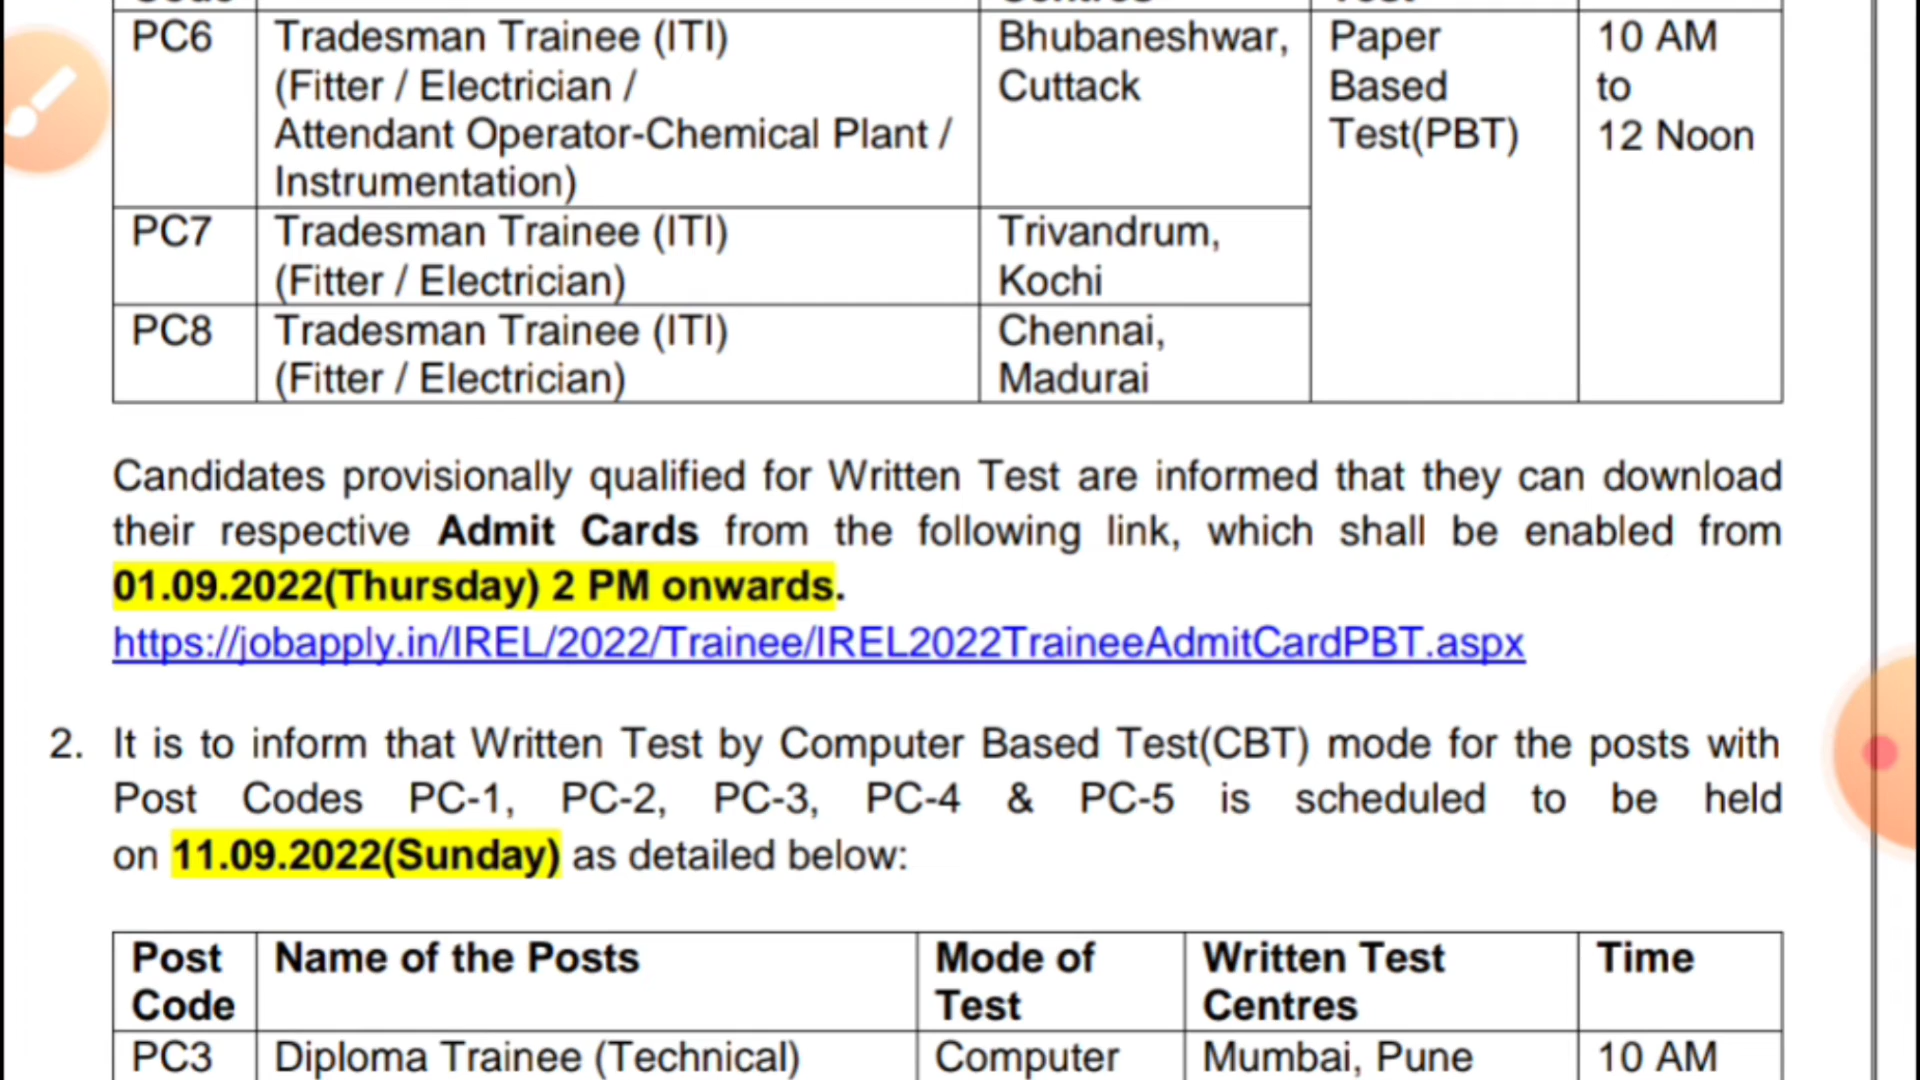 PC6 Tradesman Trainee (ITI) Bhubaneshwar, Paper 10 AM
(Fitter / Electrician / Cuttack Based to
Attendant Operator-Chemical Plant / Test(PBT) 12 Noon
Instrumentation)
PC7 Tradesman Trainee (ITI) Trivandrum,
(Fitter / Electrician) Kochi
PC8 Tradesman Trainee (ITI) Chennai,
(Fitter / Electrician) Madurai
Candidates provisionally qualified for Written Test are informed that they can download
their respective Admit Cards from the following link, which shall be enabled from
01.09.2022(Thursday) 2 PM onwards.
https://jobapply.in/IREL/2022/Trainee/IREL2022TraineeAdmitCardPBT.aspx
2. It is to inform that Written Test by Computer Based Test(CBT) mode for the posts with
Post Codes PC-1, PC-2, PC-3, PC-4 & PC-5 is scheduled to be held
on 11.09.2022(Sunday) as detailed below:
Post Name of the Posts Mode of Written Test Time
Code Test Centres
PC3 Diploma Trainee (Technical) Computer Mumbai, Pune 10 AM